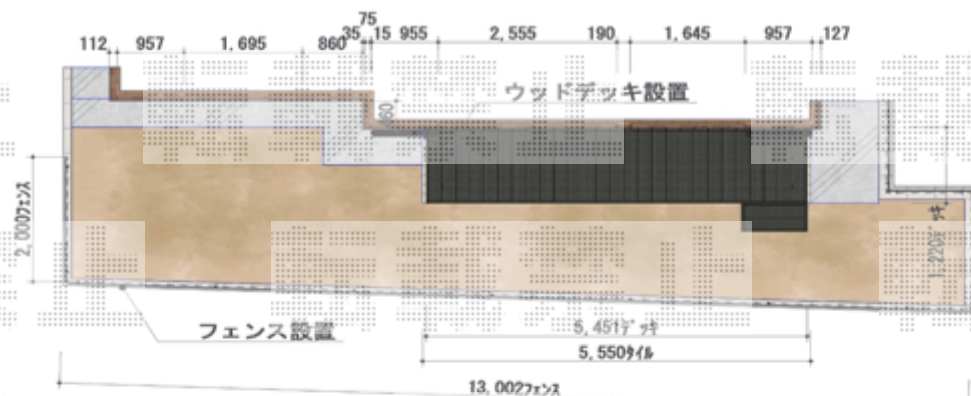 75
112 957 1,695 860 35 15 955 2,555 190 1,645 957 127
ウッドデッキ設置
460,
2,000フェンス
1,220デッキ
フェンス設置
5,451デッキ
5,550タイル
13,002フェンス